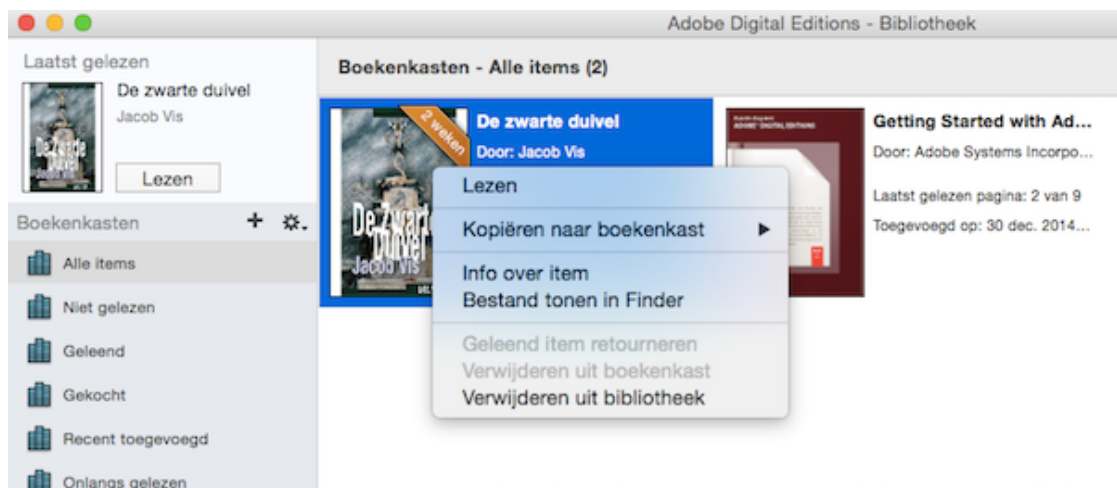 Adobe Digital Editions - Bibliotheek
Laatst gelezen
De zwarte duivel
Jacob Vis
Lezen
Boekenkasten
Alle items
Niet gelezen
Geleend
Gekocht
Recent toegevoegd
Onlangs gelezen
Boekenkasten - Alle items (2)
2 weken
De zwarte duivel
Door: Jacob Vis
De Zwarte
Duivel
Jacob Vis
Lezen
Kopiëren naar boekenkast
Info over item
Bestand tonen in Finder
Geleend item retourneren
Verwijderen uit boekenkast
Verwijderen uit bibliotheek
ADOBE® DIGITAL EDITIONS
Getting Started with Ad...
Door: Adobe Systems Incorpo...
Laatst gelezen pagina: 2 van 9
Toegevoegd op: 30 dec. 2014...